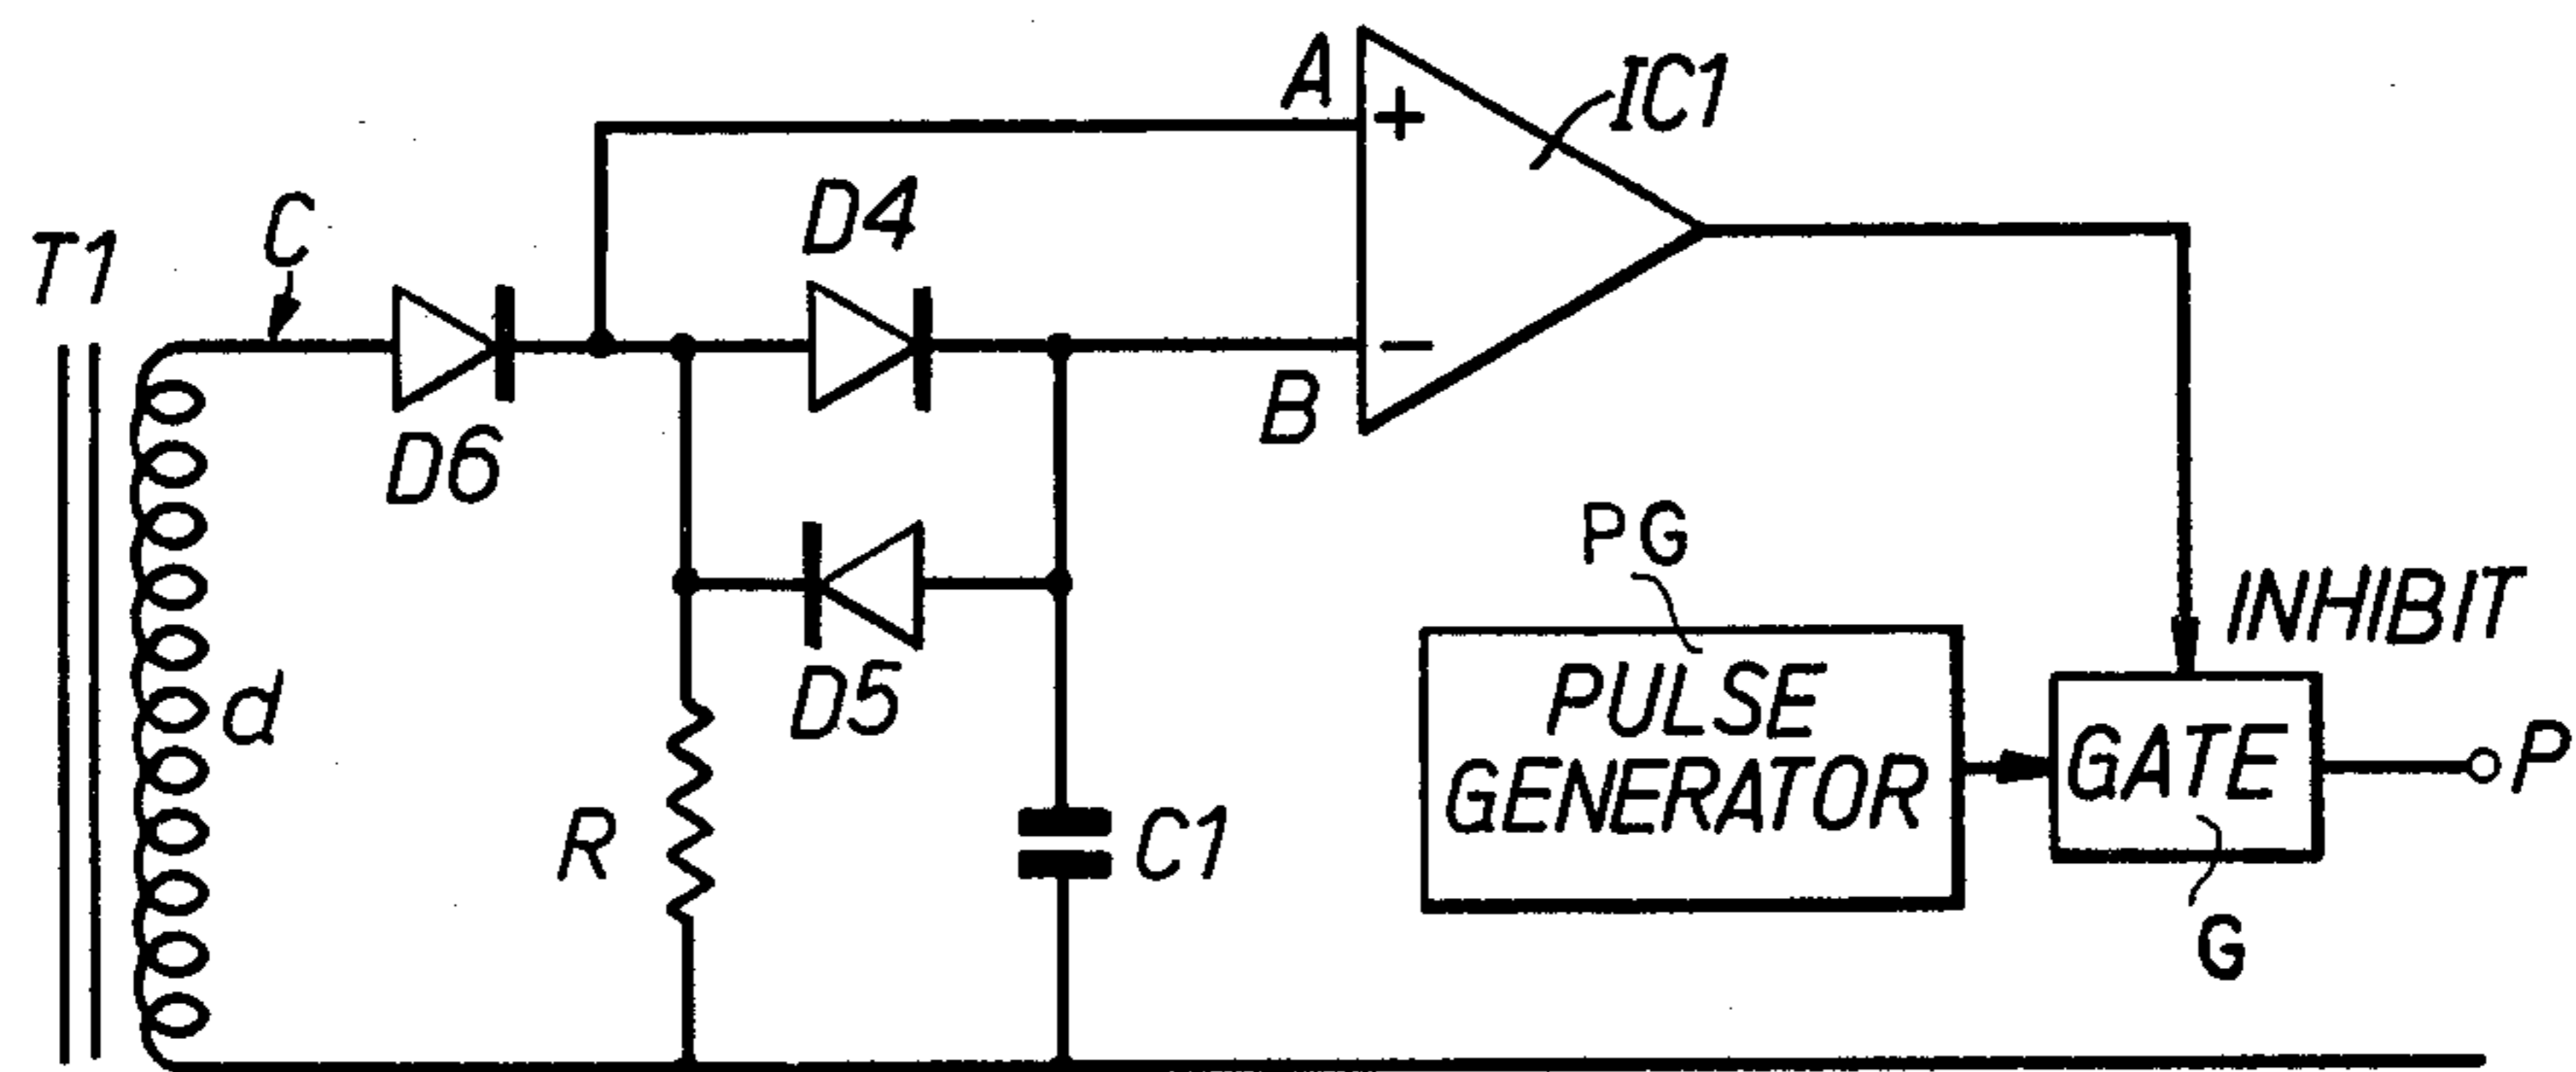 A
+
IC1
T1
C
D4
D6
B
−
PG
INHIBIT
d
D5
PULSE
GENERATOR
GATE
P
R
C1
G